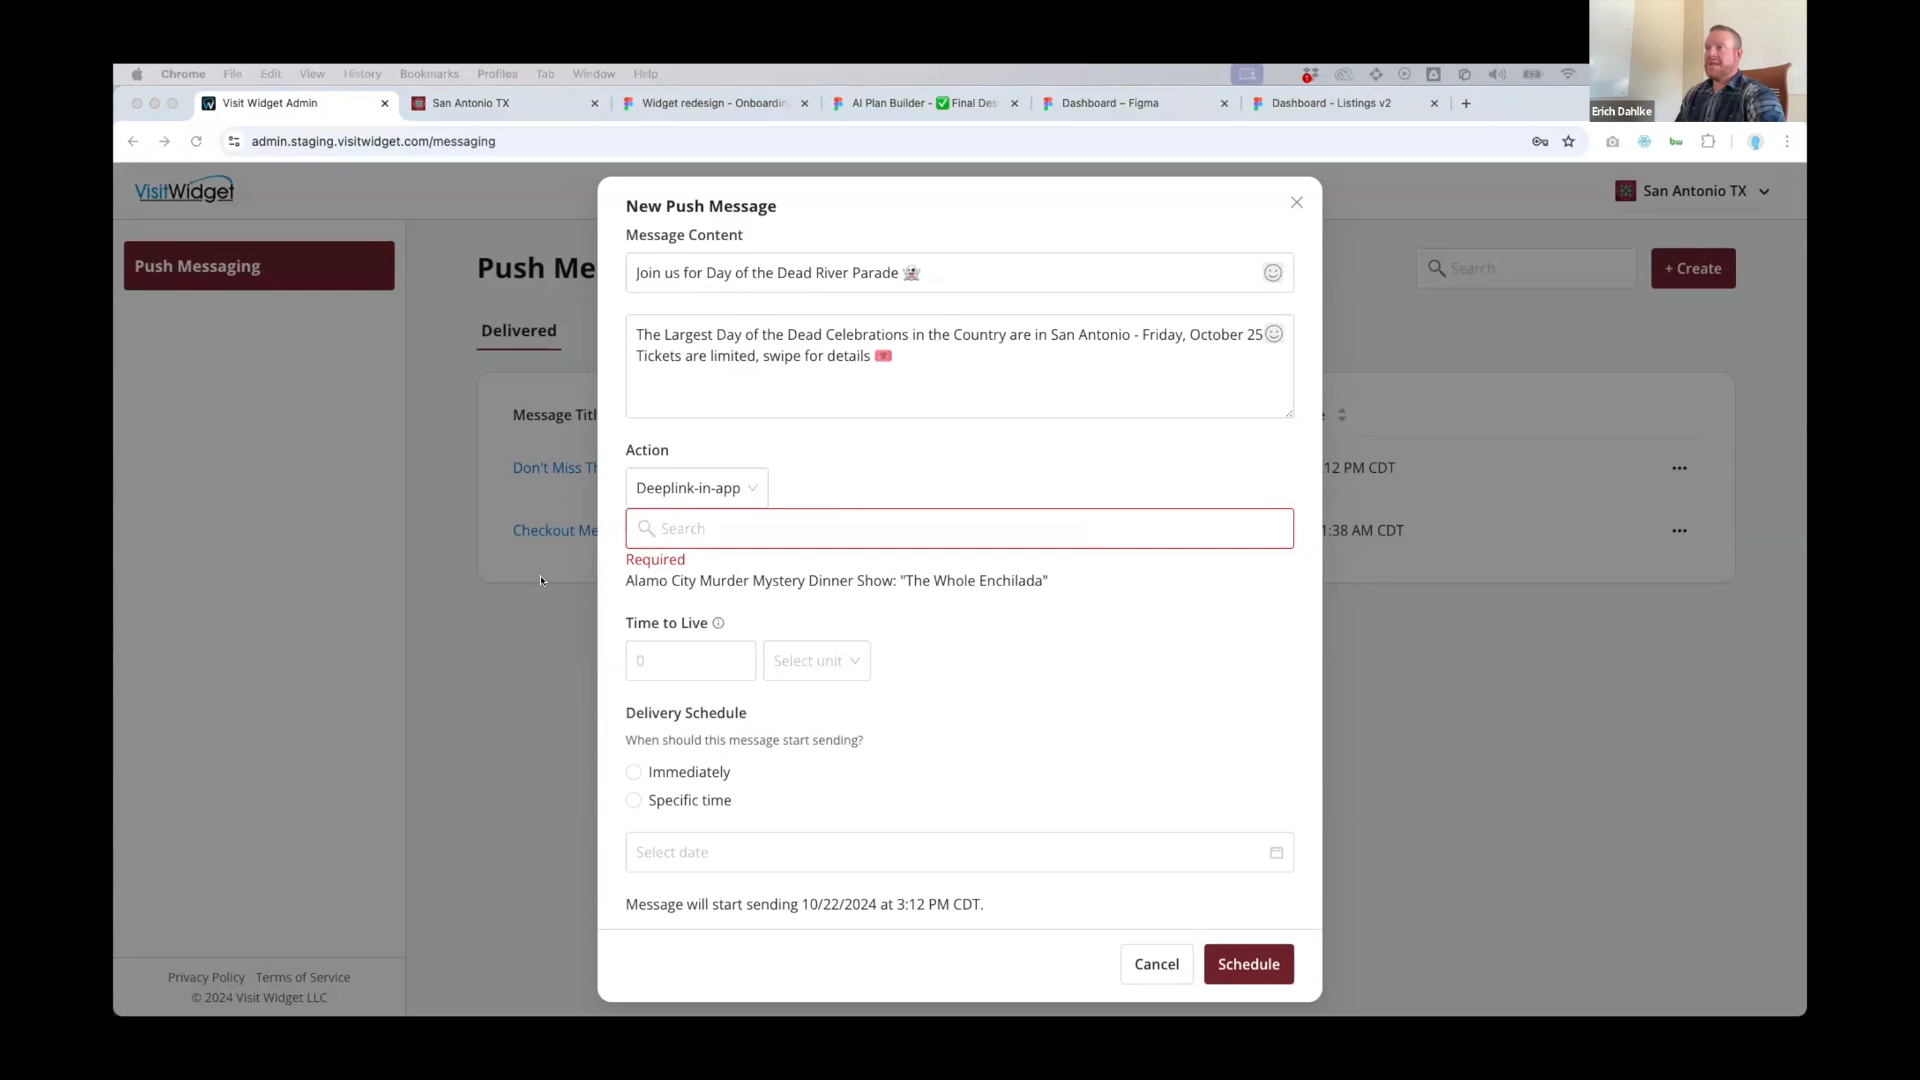 Chrome File Edit View History Bookmarks Profiles Tab Window Help
Visit Widget Admin
San Antonio TX
Widget redesign - Onboardin
AI Plan Builder - ✅ Final Des
Dashboard – Figma
Dashboard - Listings v2
Erich Dahlke
admin.staging.visitwidget.com/messaging
VisitWidget
San Antonio TX
Push Messaging
Push Me
Search
+ Create
Delivered
Message Titl
Don't Miss Th
12 PM CDT
Checkout Me
1:38 AM CDT
New Push Message
Message Content
Join us for Day of the Dead River Parade 👻
The Largest Day of the Dead Celebrations in the Country are in San Antonio - Friday, October 25
Tickets are limited, swipe for details 🎟️
Action
Deeplink-in-app
Search
Required
Alamo City Murder Mystery Dinner Show: "The Whole Enchilada"
Time to Live
0 Select unit
Delivery Schedule
When should this message start sending?
Immediately
Specific time
Select date
Message will start sending 10/22/2024 at 3:12 PM CDT.
Cancel Schedule
Privacy Policy Terms of Service
© 2024 Visit Widget LLC